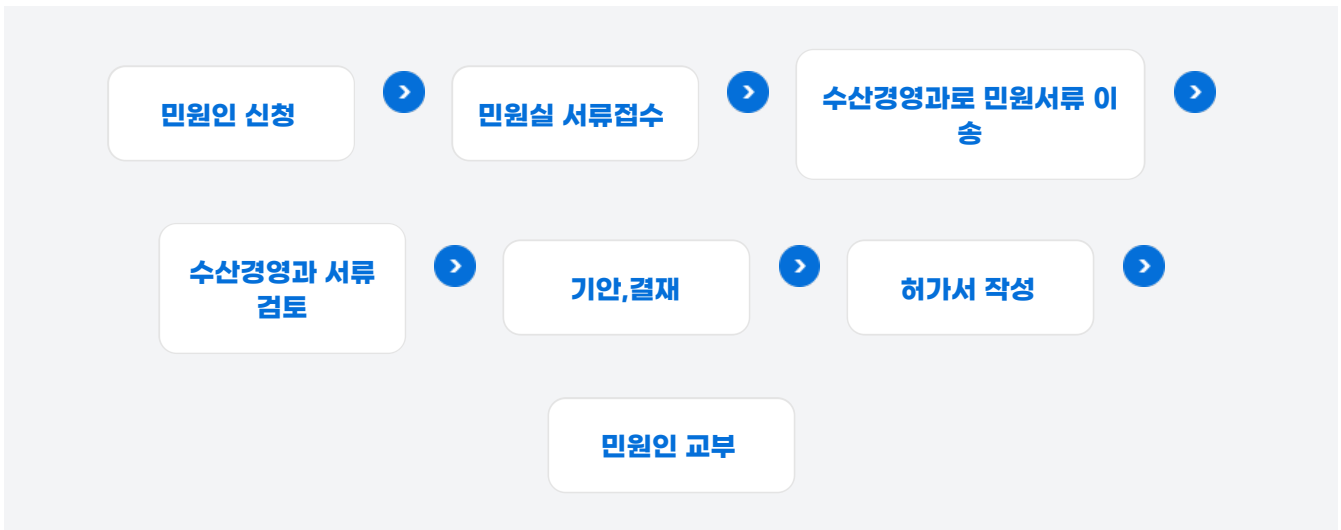 민원인 신청
민원실 서류접수
수산경영과로 민원서류 이
송
수산경영과 서류
검토
기안,결재
허가서 작성
민원인 교부